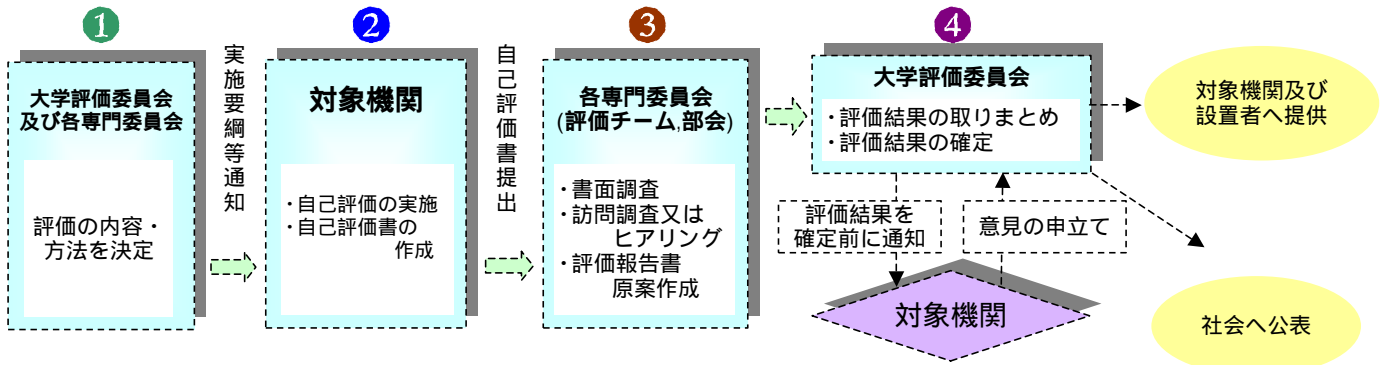 1
大学評価委員会
及び各専門委員会
評価の内容・
方法を決定
実施要綱等通知
2
対象機関
・自己評価の実施
・自己評価書の
作成
自己評価書提出
3
各専門委員会
(評価チーム,部会)
・書面調査
・訪問調査又は
ヒアリング
・評価報告書
原案作成
4
大学評価委員会
・評価結果の取りまとめ
・評価結果の確定
評価結果を
確定前に通知
意見の申立て
対象機関
対象機関及び
設置者へ提供
社会へ公表